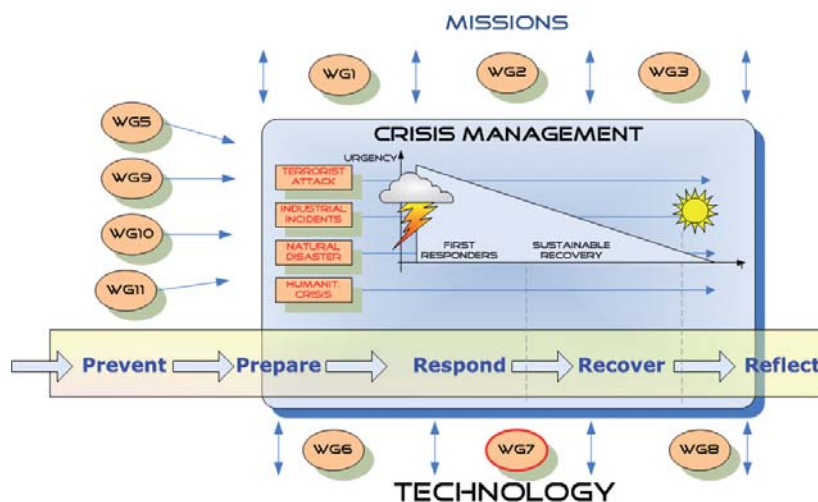 MISSIONS
WG1
WG2
WG3
WG5
WG9
WG10
WG11
CRISIS MANAGEMENT
URGENCY
TERRORIST
ATTACK
INDUSTRIAL
INCIDENTS
NATURAL
DISASTER
HUMANIT.
CRISIS
FIRST
RESPONDERS
SUSTAINABLE
RECOVERY
t
Prevent Prepare Respond Recover Reflect
WG6
WG7
WG8
TECHNOLOGY